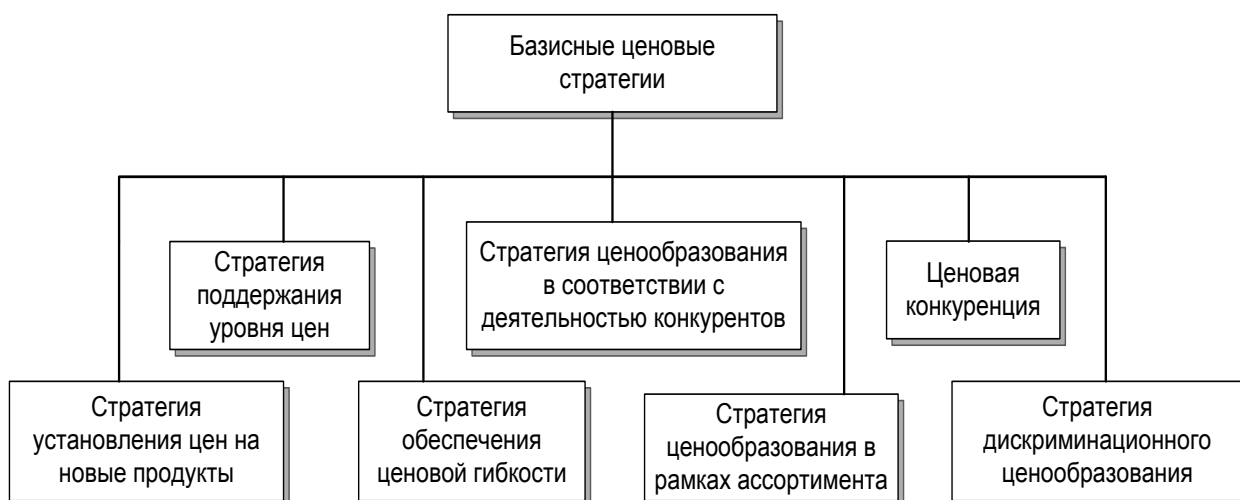 Базисные ценовые
стратегии
Стратегия
поддержания
уровня цен
Стратегия ценообразования
в соответствии с
деятельностью конкурентов
Ценовая
конкуренция
Стратегия
установления цен на
новые продукты
Стратегия
обеспечения
ценовой гибкости
Стратегия
ценообразования в
рамках ассортимента
Стратегия
дискриминационного
ценообразования